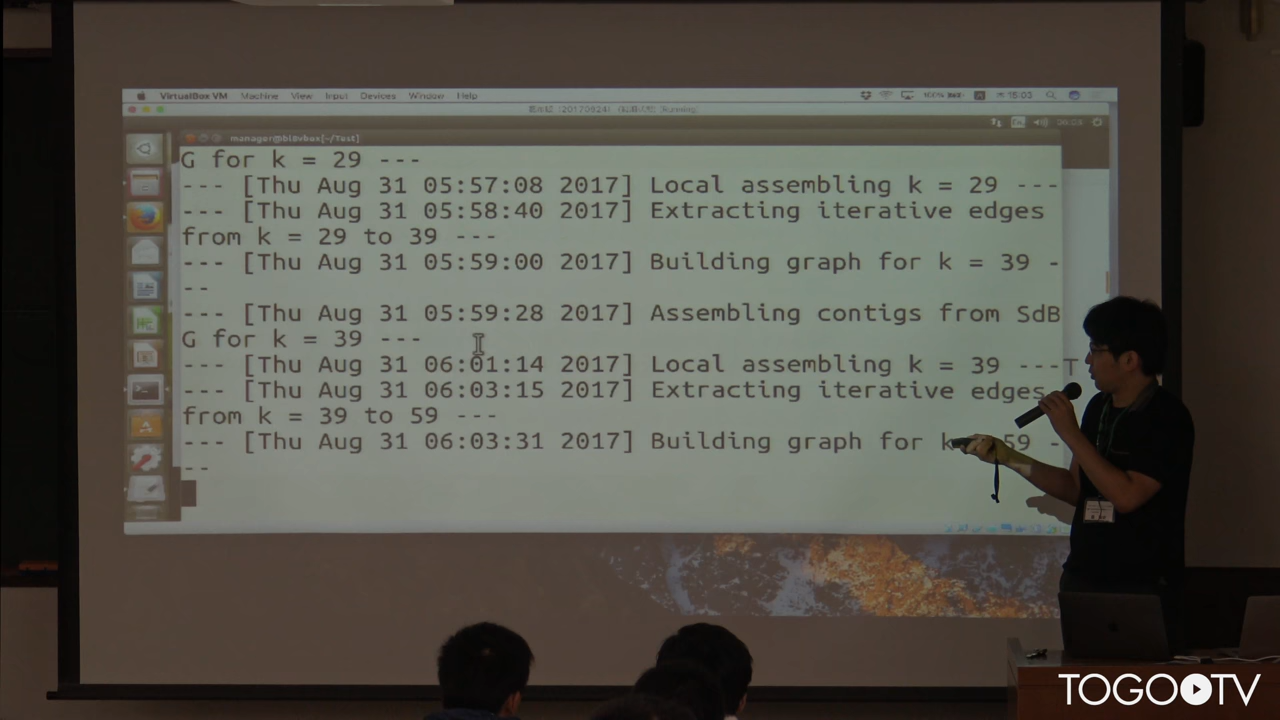 VirtualBox VM Machine View Input Devices Window Help
manager@bl8vbox[~/Test]
G for k = 29 ---
--- [Thu Aug 31 05:57:08 2017] Local assembling k = 29 ---
--- [Thu Aug 31 05:58:40 2017] Extracting iterative edges
from k = 29 to 39 ---
--- [Thu Aug 31 05:59:00 2017] Building graph for k = 39 -
--
--- [Thu Aug 31 05:59:28 2017] Assembling contigs from SdB
G for k = 39 ---
--- [Thu Aug 31 06:01:14 2017] Local assembling k = 39 ---
--- [Thu Aug 31 06:03:15 2017] Extracting iterative edges
from k = 39 to 59 ---
--- [Thu Aug 31 06:03:31 2017] Building graph for k 59 -
--
TOGOTV